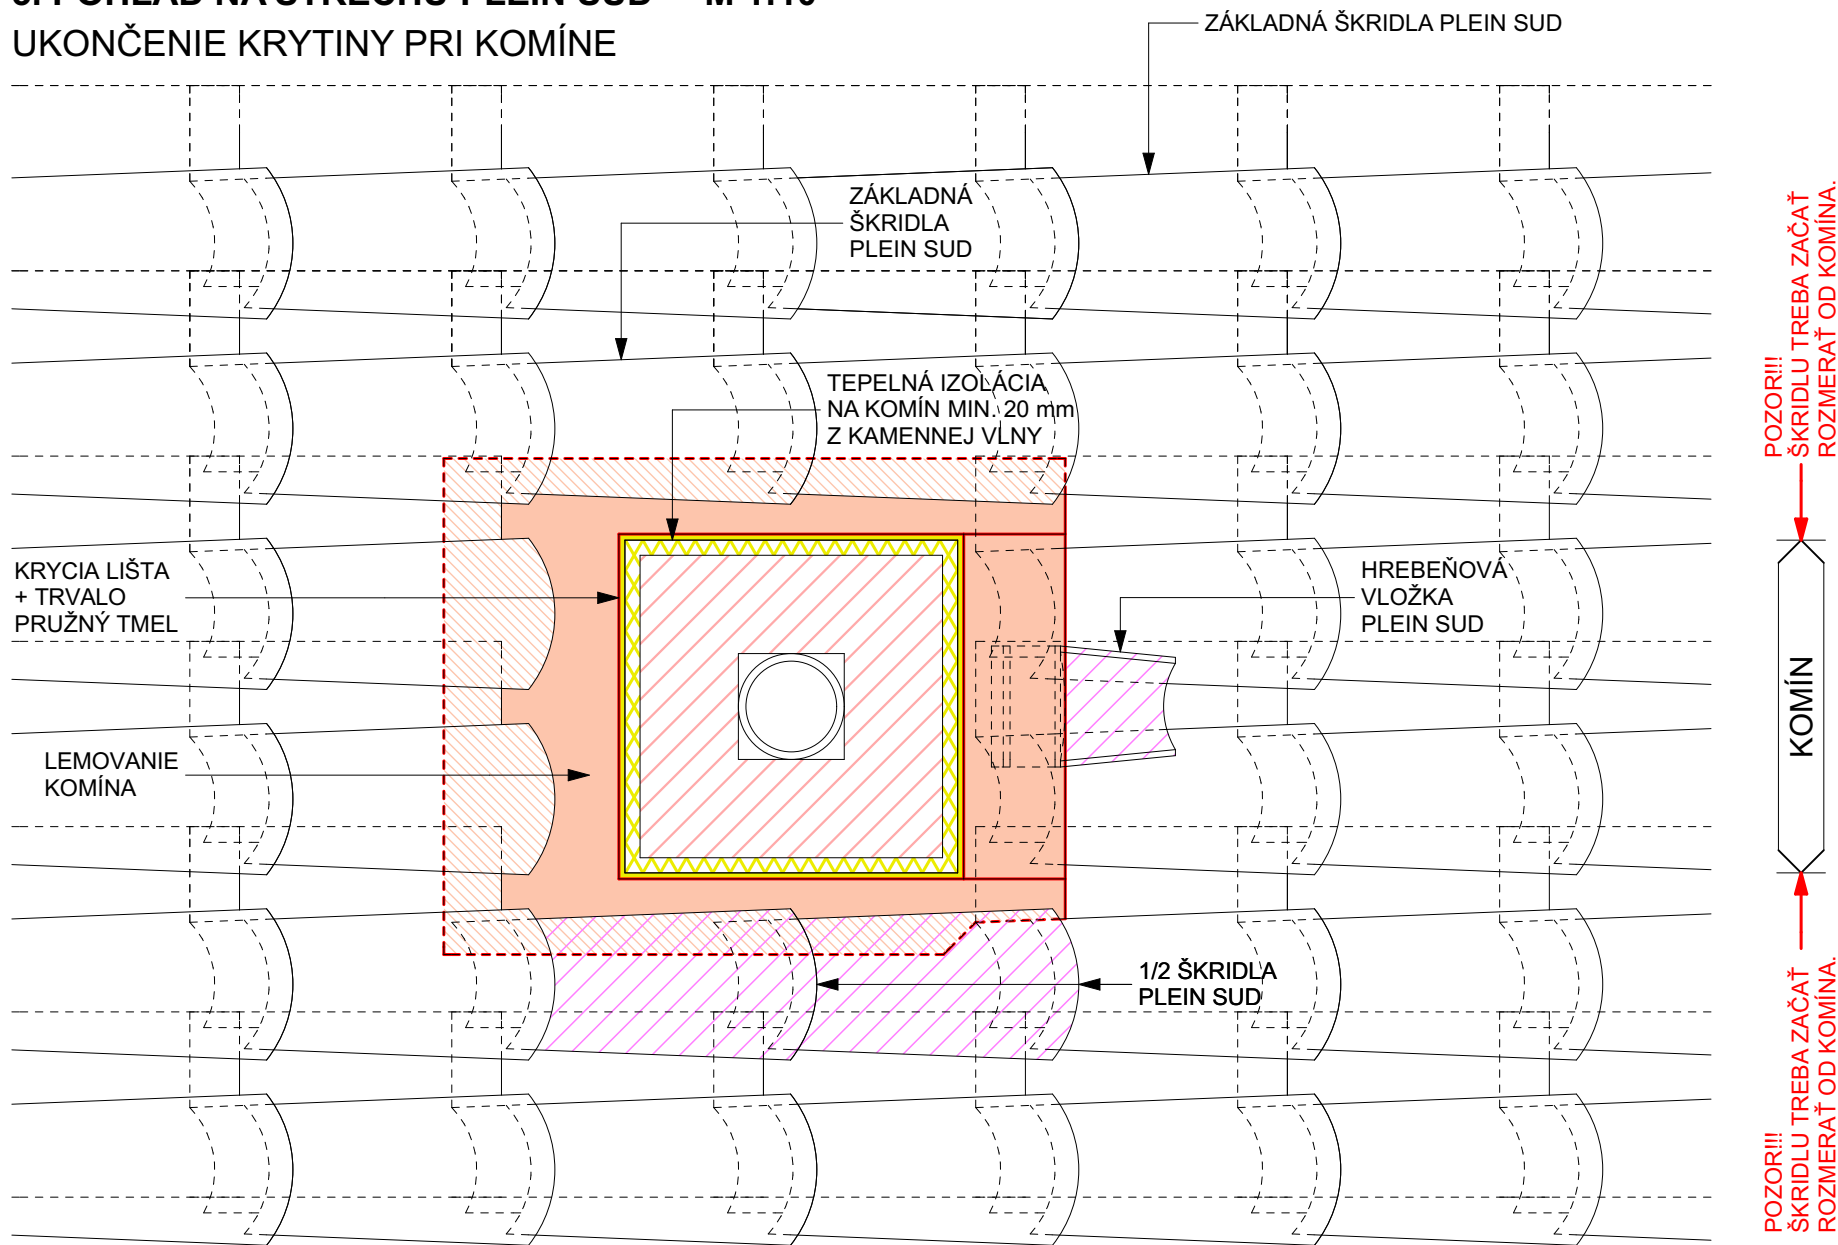 UKONČENIE KRYTINY PRI KOMÍNE
ZÁKLADNÁ ŠKRIDLA PLEIN SUD
ZÁKLADNÁ
ŠKRIDLA
PLEIN SUD
TEPELNÁ IZOLÁCIA
NA KOMÍN MIN. 20 mm
Z KAMENNEJ VLNY
KRYCIA LIŠTA
+ TRVALO
PRUŽNÝ TMEL
HREBEŇOVÁ
VLOŽKA
PLEIN SUD
LEMOVANIE
KOMÍNA
1/2 ŠKRIDLA
PLEIN SUD
POZOR!!!
ŠKRIDLU TREBA ZAČAŤ
ROZMERAŤ OD KOMÍNA.
KOMÍN
POZOR!!!
ŠKRIDLU TREBA ZAČAŤ
ROZMERAŤ OD KOMÍNA.